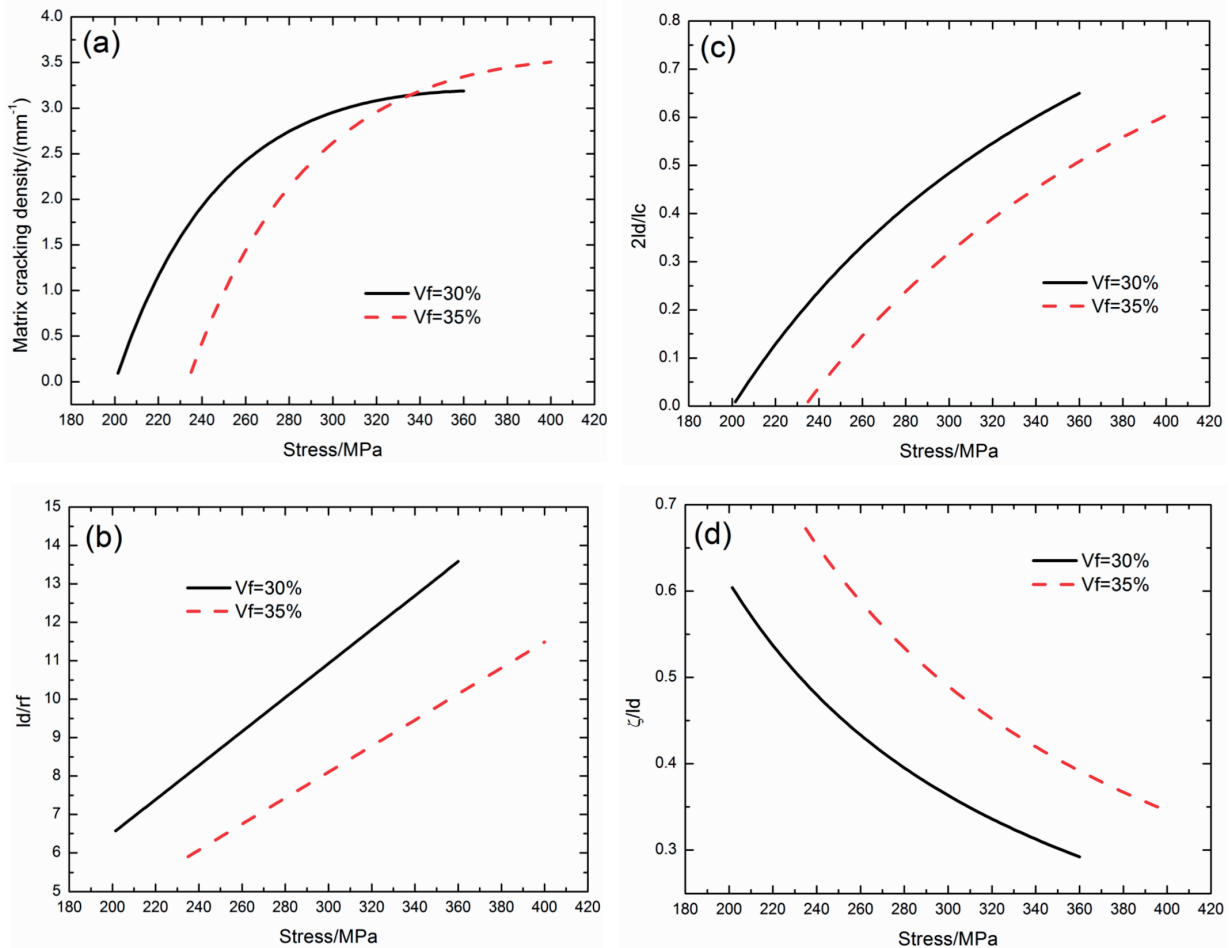 (a)
4.0
3.5
3.0
2.5
2.0
1.5
1.0
0.5
0.0
Matrix cracking density/(mm⁻¹)
Vf=30%
Vf=35%
180 200 220 240 260 280 300 320 340 360 380 400 420
Stress/MPa
(c)
0.8
0.7
0.6
0.5
0.4
0.3
0.2
0.1
0.0
2ld/lc
Vf=30%
Vf=35%
180 200 220 240 260 280 300 320 340 360 380 400 420
Stress/MPa
(b)
15
14
13
12
11
10
9
8
7
6
5
ld/rf
Vf=30%
Vf=35%
180 200 220 240 260 280 300 320 340 360 380 400 420
Stress/MPa
(d)
0.7
0.6
0.5
0.4
0.3
ζ/ld
Vf=30%
Vf=35%
180 200 220 240 260 280 300 320 340 360 380 400 420
Stress/MPa